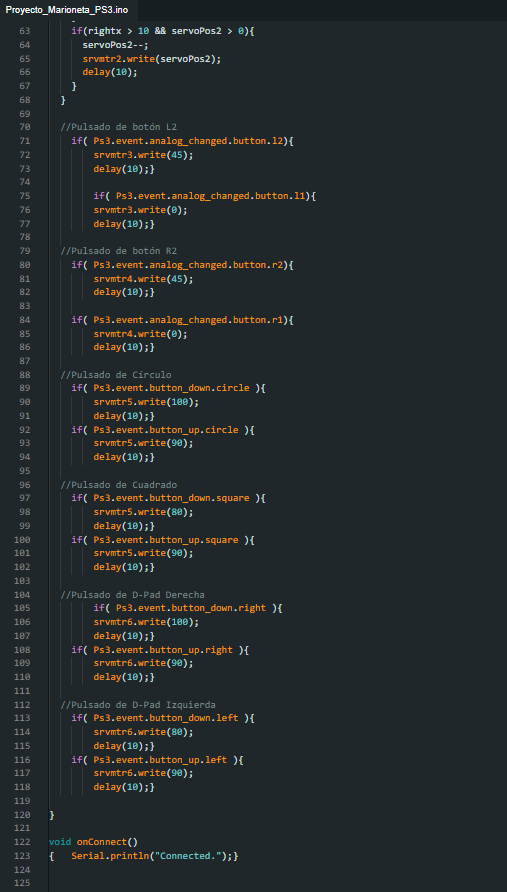 Proyecto_Marioneta_PS3.ino
63 if(rightx > 10 && servoPos2 > 0){
64 servoPos2--;
65 srvmtr2.write(servoPos2);
66 delay(10);
67 }
68 }
69
70 //Pulsado de botón L2
71 if( Ps3.event.analog_changed.button.l2){
72 srvmtr3.write(45);
73 delay(10);}
74
75 if( Ps3.event.analog_changed.button.l1){
76 srvmtr3.write(0);
77 delay(10);}
78
79 //Pulsado de botón R2
80 if( Ps3.event.analog_changed.button.r2){
81 srvmtr4.write(45);
82 delay(10);}
83
84 if( Ps3.event.analog_changed.button.r1){
85 srvmtr4.write(0);
86 delay(10);}
87
88 //Pulsado de Círculo
89 if( Ps3.event.button_down.circle ){
90 srvmtr5.write(100);
91 delay(10);}
92 if( Ps3.event.button_up.circle ){
93 srvmtr5.write(90);
94 delay(10);}
95
96 //Pulsado de Cuadrado
97 if( Ps3.event.button_down.square ){
98 srvmtr5.write(80);
99 delay(10);}
100 if( Ps3.event.button_up.square ){
101 srvmtr5.write(90);
102 delay(10);}
103
104 //Pulsado de D-Pad Derecha
105 if( Ps3.event.button_down.right ){
106 srvmtr6.write(100);
107 delay(10);}
108 if( Ps3.event.button_up.right ){
109 srvmtr6.write(90);
110 delay(10);}
111
112 //Pulsado de D-Pad Izquierda
113 if( Ps3.event.button_down.left ){
114 srvmtr6.write(80);
115 delay(10);}
116 if( Ps3.event.button_up.left ){
117 srvmtr6.write(90);
118 delay(10);}
119
120 }
121
122 void onConnect()
123 { Serial.println("Connected.");}
124
125